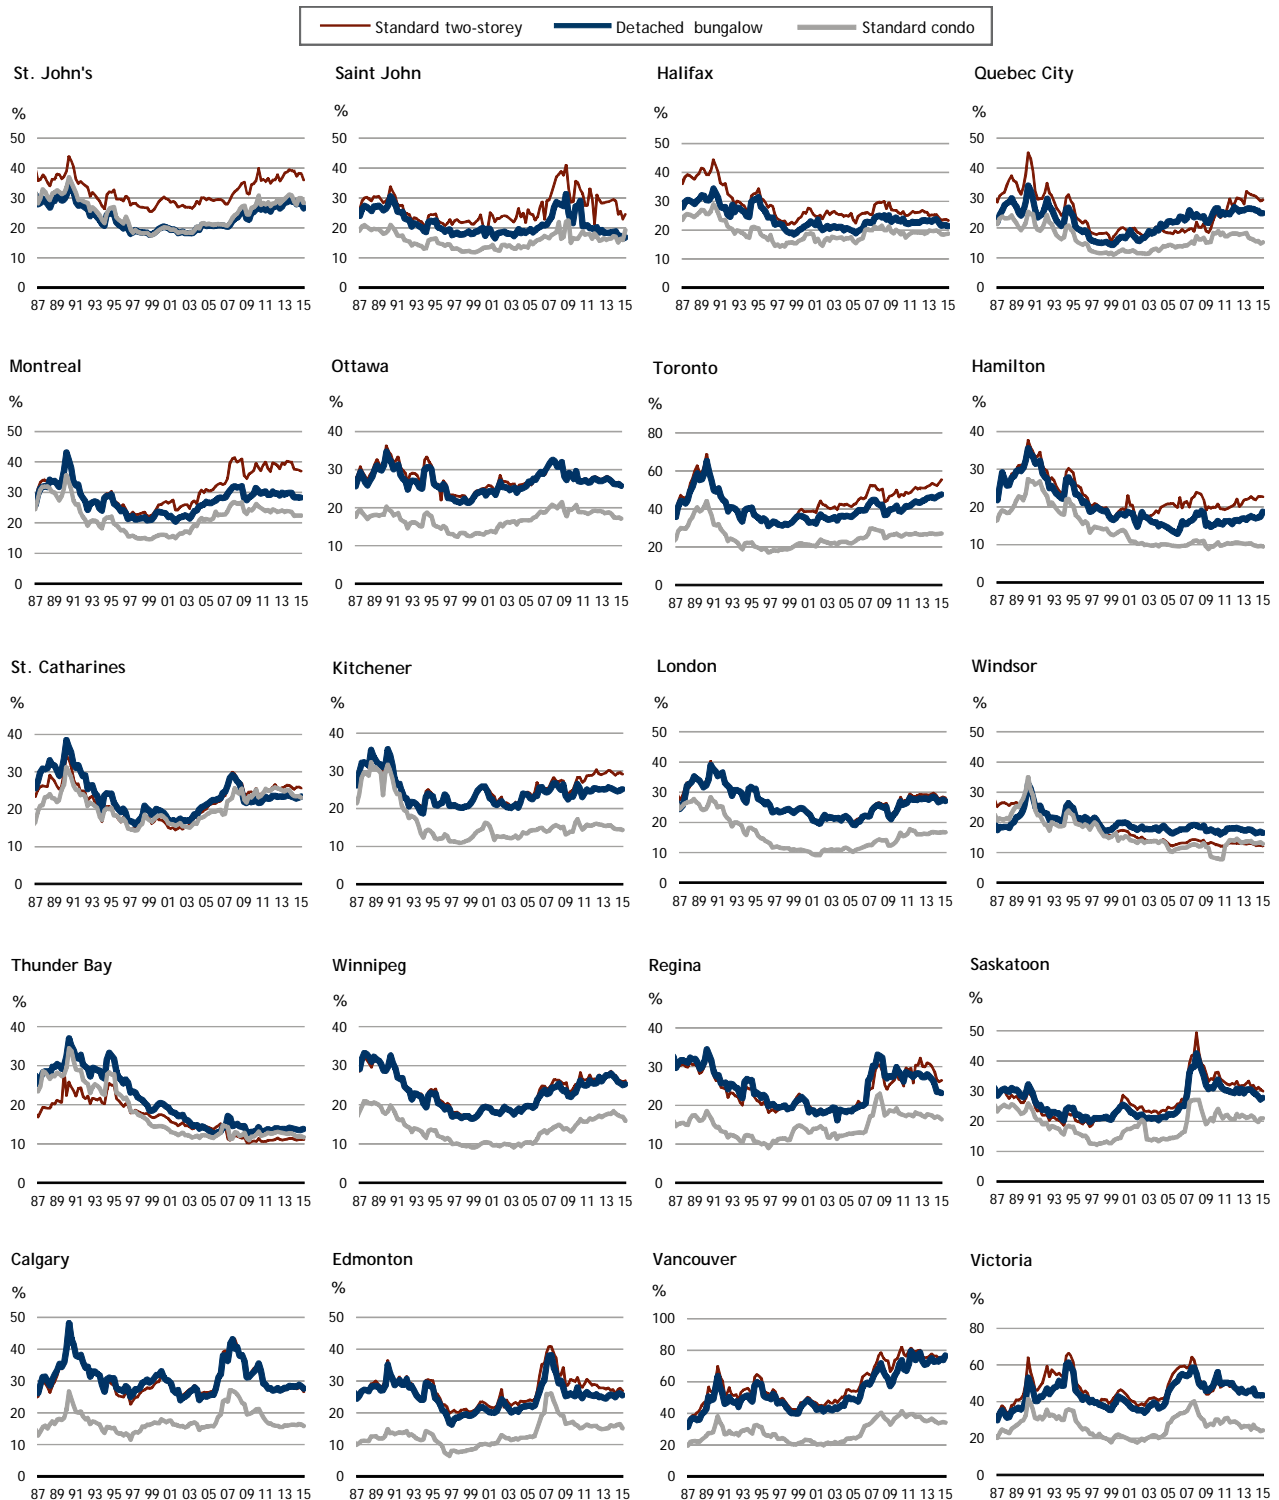 Standard two-storey Detached bungalow Standard condo
St. John's Saint John Halifax Quebec City
% % % %
50 50 50 50
40 40 40 40
30 30 30 30
20 20 20 20
10 10 10 10
0 0 0 0
87 89 91 93 95 97 99 01 03 05 07 09 11 13 15 87 89 91 93 95 97 99 01 03 05 07 09 11 13 15 87 89 91 93 95 97 99 01 03 05 07 09 11 13 15 87 89 91 93 95 97 99 01 03 05 07 09 11 13 15
Montreal Ottawa Toronto Hamilton
% % % %
50 40 80 40
40 30 60 30
30 20 40 20
20 10 20 10
10 0 0 0
0
87 89 91 93 95 97 99 01 03 05 07 09 11 13 15 87 89 91 93 95 97 99 01 03 05 07 09 11 13 15 87 89 91 93 95 97 99 01 03 05 07 09 11 13 15 87 89 91 93 95 97 99 01 03 05 07 09 11 13 15
St. Catharines Kitchener London Windsor
% % % %
40 40 50 50
30 30 40 40
20 20 30 30
10 10 20 20
0 0 10 10
0 0
87 89 91 93 95 97 99 01 03 05 07 09 11 13 15 87 89 91 93 95 97 99 01 03 05 07 09 11 13 15 87 89 91 93 95 97 99 01 03 05 07 09 11 13 15 87 89 91 93 95 97 99 01 03 05 07 09 11 13 15
Thunder Bay Winnipeg Regina Saskatoon
% % % %
40 40 40 50
30 30 30 40
20 20 20 30
10 10 10 20
0 0 0 10
0
87 89 91 93 95 97 99 01 03 05 07 09 11 13 15 87 89 91 93 95 97 99 01 03 05 07 09 11 13 15 87 89 91 93 95 97 99 01 03 05 07 09 11 13 15 87 89 91 93 95 97 99 01 03 05 07 09 11 13 15
Calgary Edmonton Vancouver Victoria
% % % %
50 50 100 80
40 40 80 60
30 30 60 40
20 20 40 20
10 10 20 0
0 0 0
87 89 91 93 95 97 99 01 03 05 07 09 11 13 15 87 89 91 93 95 97 99 01 03 05 07 09 11 13 15 87 89 91 93 95 97 99 01 03 05 07 09 11 13 15 87 89 91 93 95 97 99 01 03 05 07 09 11 13 15